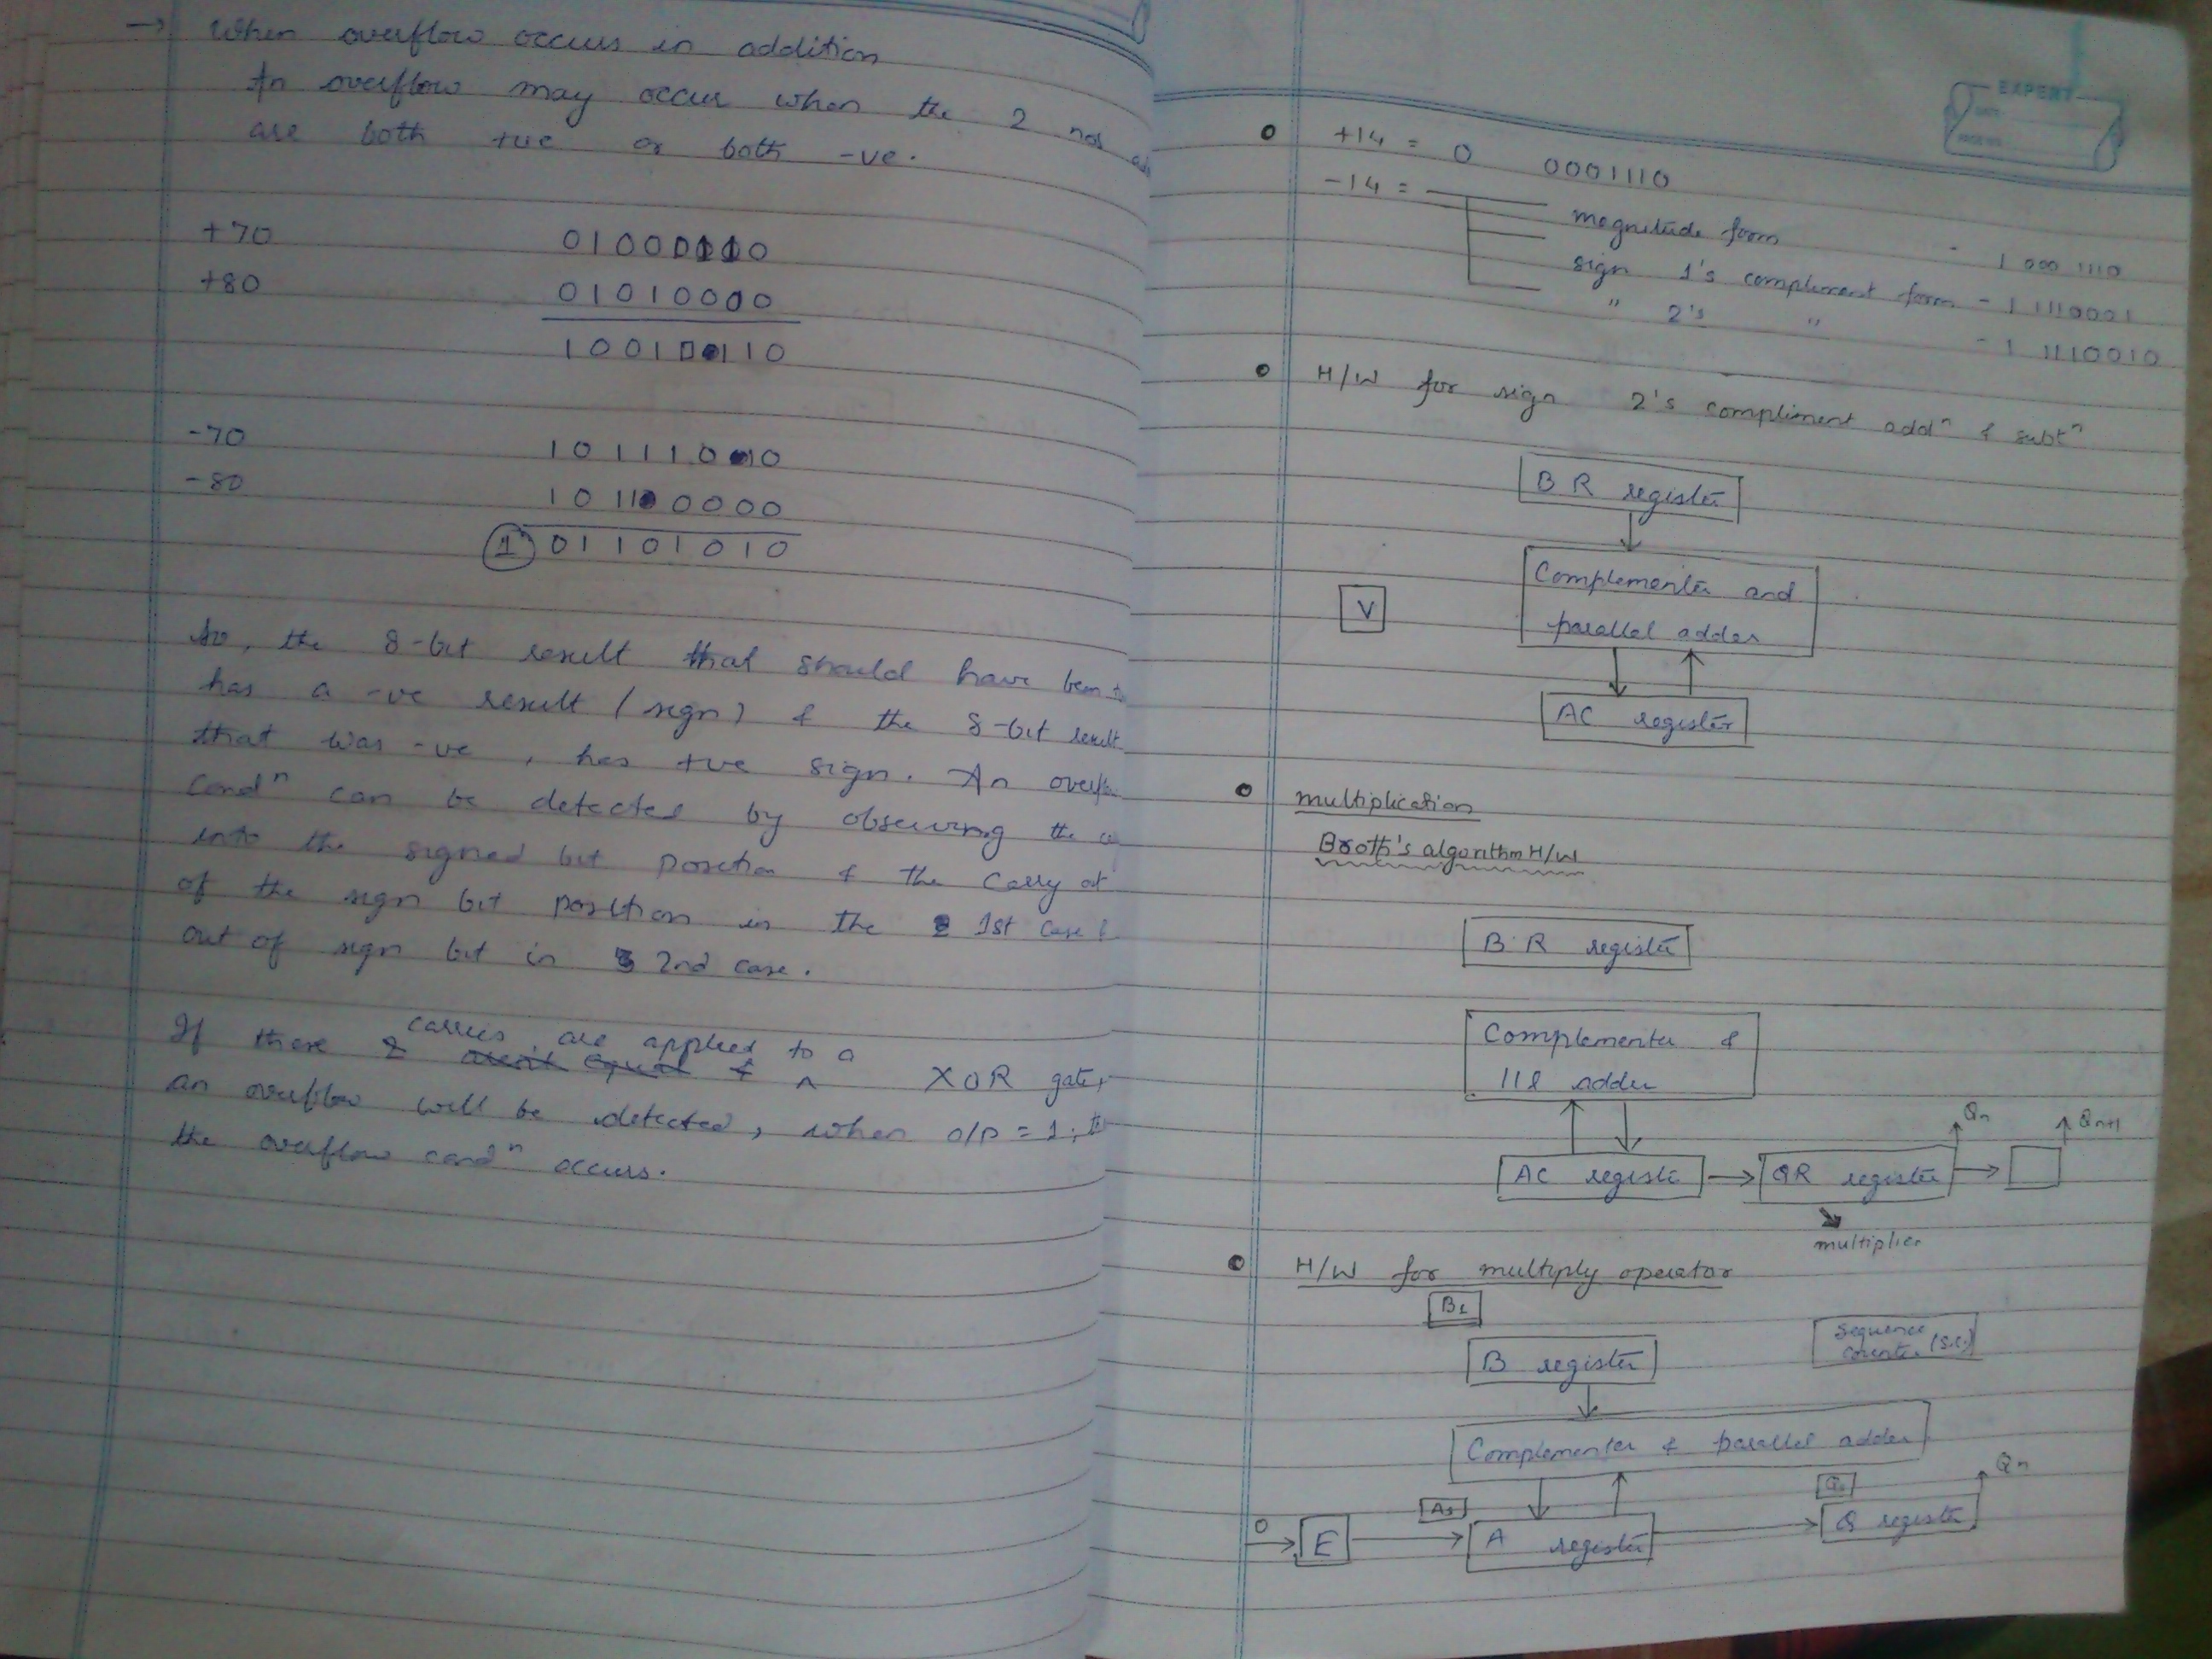 → When overflow occurs in addition
An overflow may occur when the 2 nos
are both +ve or both -ve.
+70 01000110
+80 01010000
10010110
-70 10111010
-80 10110000
1 01101010
So, the 8-bit result that should have been
has a -ve result (sign) & the 8-bit result
that was -ve, has +ve sign. An
condⁿ can be detected by observing the
into the signed bit position & the carry at
of the sign bit position in the 1st case
out of sign bit in 2nd case.
carries are applied to a
If these 2 XOR gate,
an overflow will be detected, when o/p = 1,
the overflow condⁿ occurs.
EXPERT
+14 = 0 0001110
-14 =
magnitude form - 1 000 1110
sign 1's compliment form - 1 1110001
" 2's " - 1 1110010
H/W for sign 2's compliment addⁿ & subtⁿ
BR register
Complementer and
parallel adder
V
AC register
multiplication
Booth's algorithm H/W
BR register
Complementer &
11l adder
Qn Qn+1
AC register → QR register →
multiplier
H/W for multiply operator
Bs
B register
Sequence
Counter (S.C.)
Complementer & parallel adder
As Qs Qn
0 → E → A register → Q register